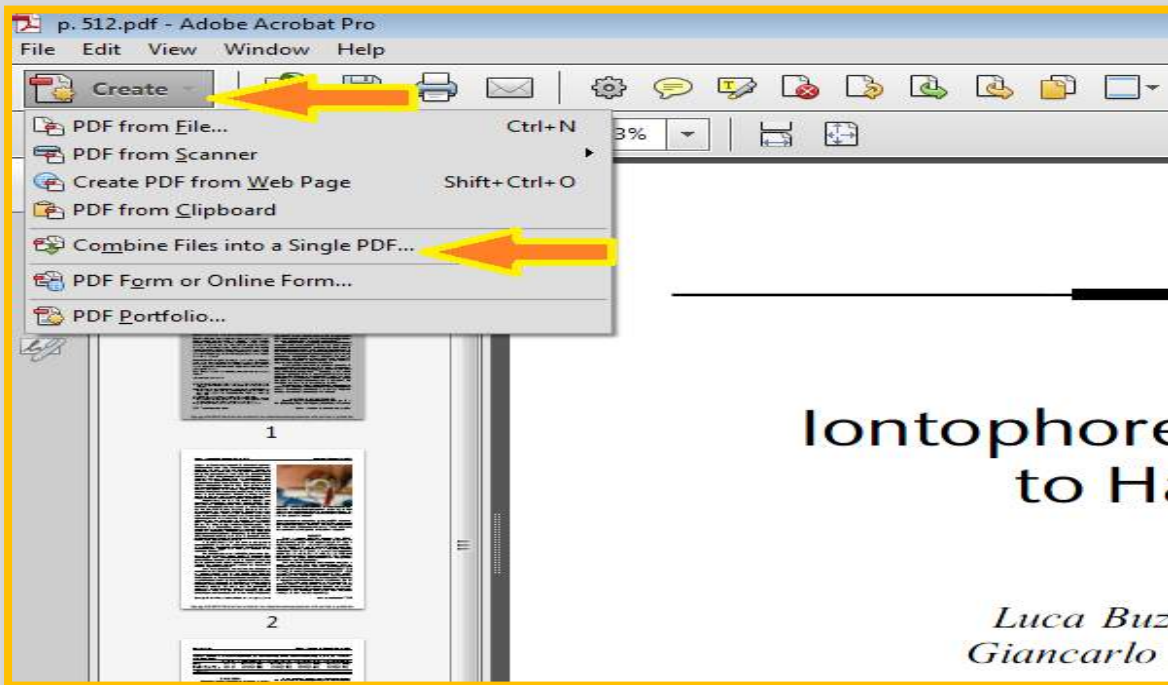 p. 512.pdf - Adobe Acrobat Pro
File Edit View Window Help
Create
PDF from File... Ctrl+N
3%
PDF from Scanner
Create PDF from Web Page Shift+Ctrl+O
PDF from Clipboard
Combine Files into a Single PDF...
PDF Form or Online Form...
PDF Portfolio...
1
2
Iontophore
to Ha
Luca Buz
Giancarlo